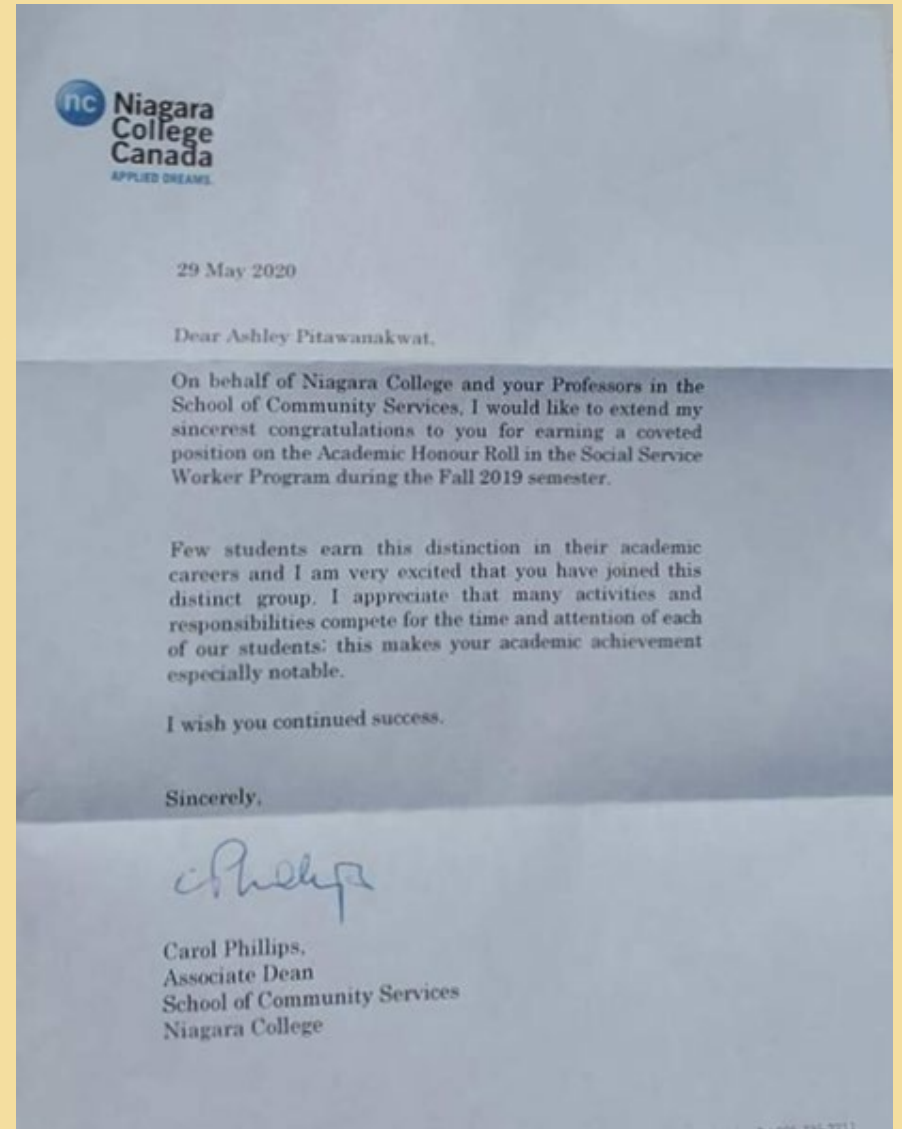 nc
Niagara
College
Canada
APPLIED DREAMS.
29 May 2020
Dear Ashley Pitawanakwat,
On behalf of Niagara College and your Professors in the
School of Community Services, I would like to extend my
sincerest congratulations to you for earning a coveted
position on the Academic Honour Roll in the Social Service
Worker Program during the Fall 2019 semester.
Few students earn this distinction in their academic
careers and I am very excited that you have joined this
distinct group. I appreciate that many activities and
responsibilities compete for the time and attention of each
of our students; this makes your academic achievement
especially notable.
I wish you continued success.
Sincerely,
C Phillips
Carol Phillips,
Associate Dean
School of Community Services
Niagara College